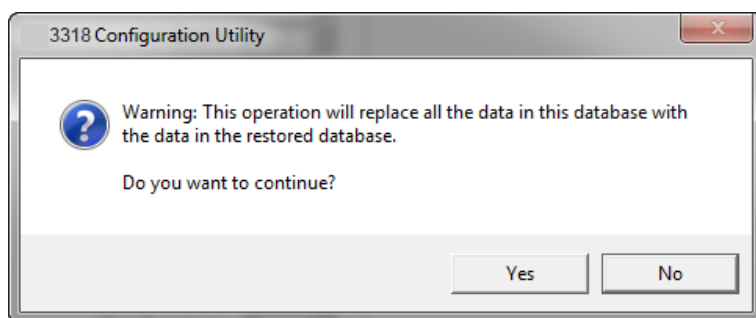 3318 Configuration Utility
Warning: This operation will replace all the data in this database with
the data in the restored database.
Do you want to continue?
Yes
No